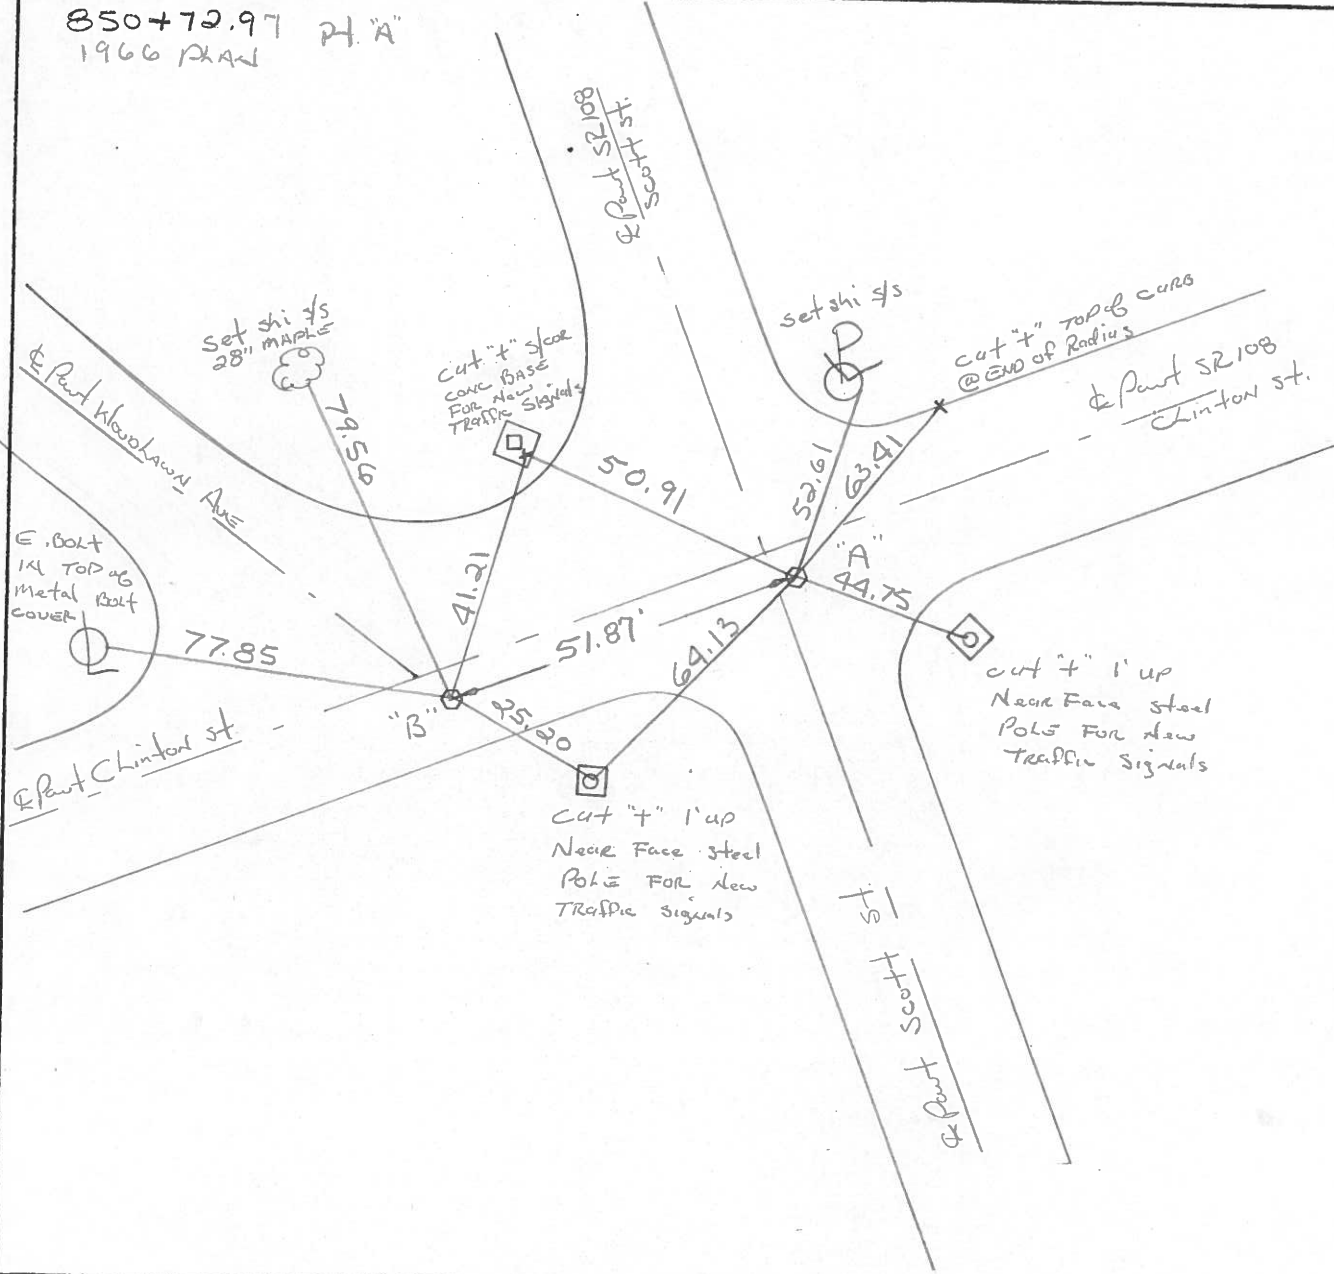 850+72.97 Pt. "A"
1966 PLAN
℄ Pavt SR 108
Scott St.
set shi s/s
28" MAPLE
cut "+" s/cor
conc BASE
FOR New
Traffic Signals
set shi s/s
P
cut "+" TOP of CURB
@ END of Radius
℄ Pavt SR 108
Clinton St.
℄ Pavt Ave
79.56
50.91
52.61
63.41
E. BOLT
IN TOP of
Metal Bolt
COVER
77.85
41.21
51.87'
"A"
44.75
64.13
"B"
25.20
℄ Pavt Clinton St.
cut "+" 1' up
Near Face steel
POLE FOR New
Traffic Signals
cut "+" 1' up
Near Face steel
POLE FOR New
Traffic Signals
℄ Pavt Scott St.